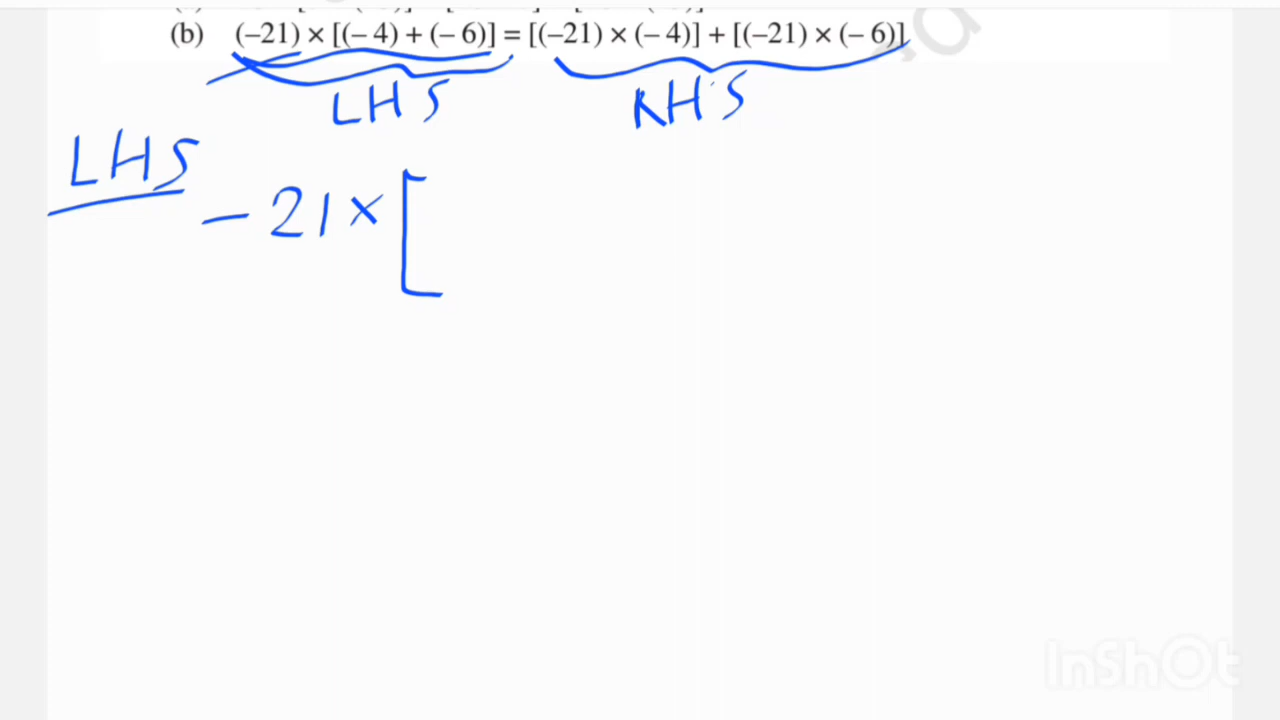 (b) (–21) × [(– 4) + (– 6)] = [(–21) × (– 4)] + [(–21) × (– 6)]
LHS RHS
LHS
- 21 × [
InShOt